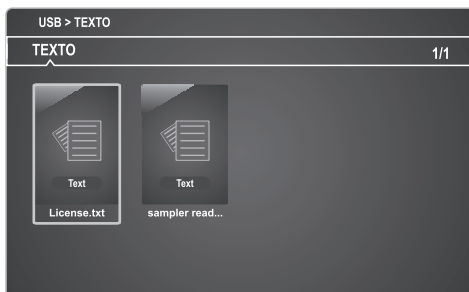 USB > TEXTO
TEXTO 1/1
Text Text
License.txt sampler read...